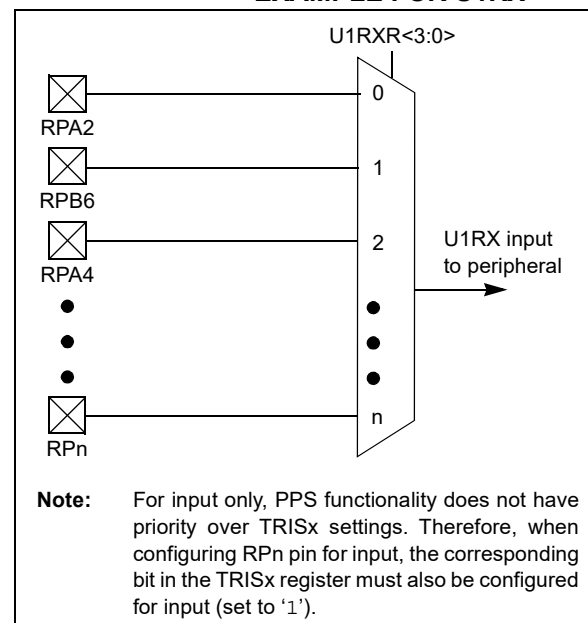 U1RXR<3:0>
0
RPA2
1
RPB6
2
RPA4
U1RX input
to peripheral
n
RPn
Note: For input only, PPS functionality does not have
priority over TRISx settings. Therefore, when
configuring RPn pin for input, the corresponding
bit in the TRISx register must also be configured
for input (set to ‘1’).